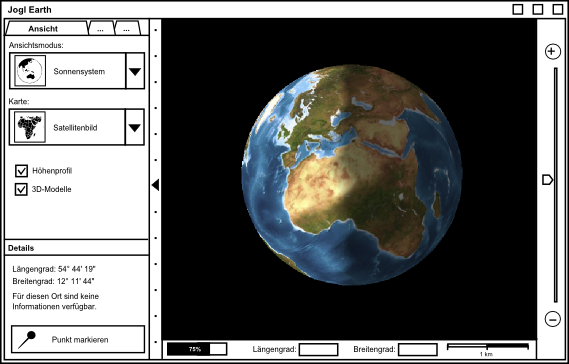 Jogl Earth
Ansicht
...
...
Ansichtsmodus:
Sonnensystem
Karte:
Satellitenbild
Höhenprofil
3D-Modelle
Details
Längengrad: 54° 44' 19"
Breitengrad: 12° 11' 44"
Für diesen Ort sind keine
Informationen verfügbar.
Punkt markieren
75%
Längengrad:
Breitengrad:
1 km